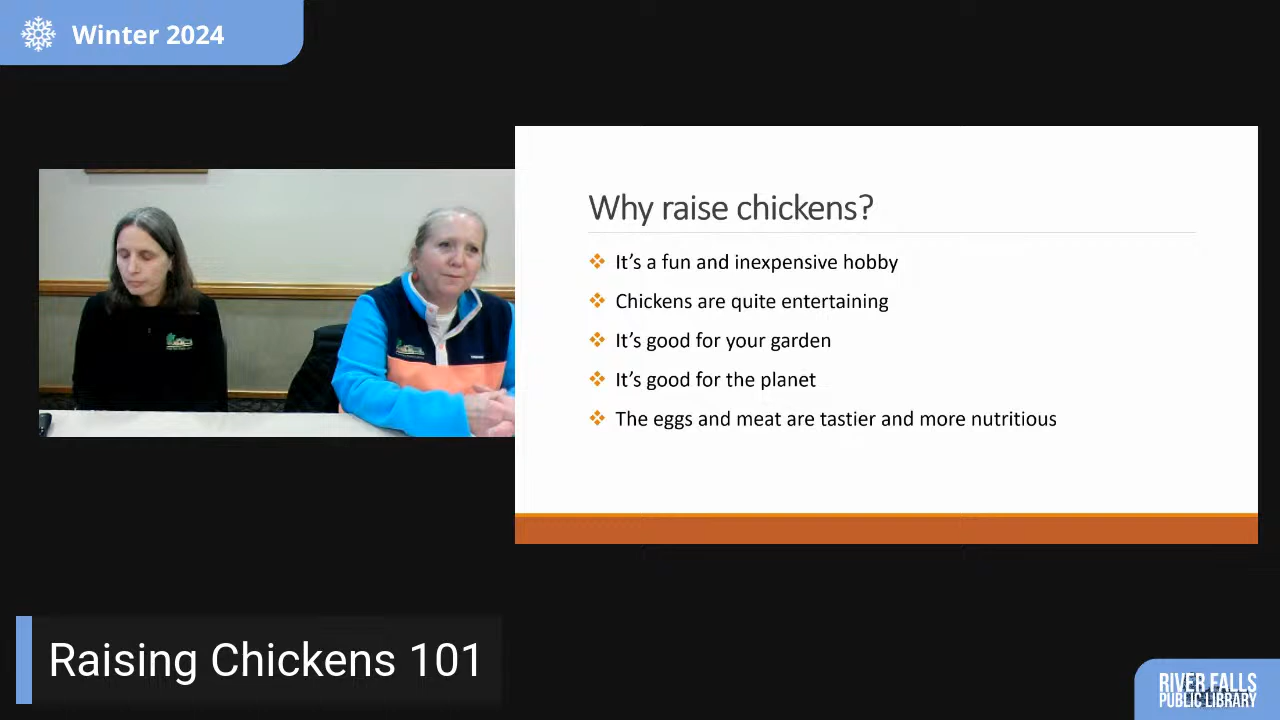 Winter 2024
Why raise chickens?
It's a fun and inexpensive hobby
Chickens are quite entertaining
It's good for your garden
It's good for the planet
The eggs and meat are tastier and more nutritious
Raising Chickens 101
RIVER FALLS
PUBLIC LIBRARY